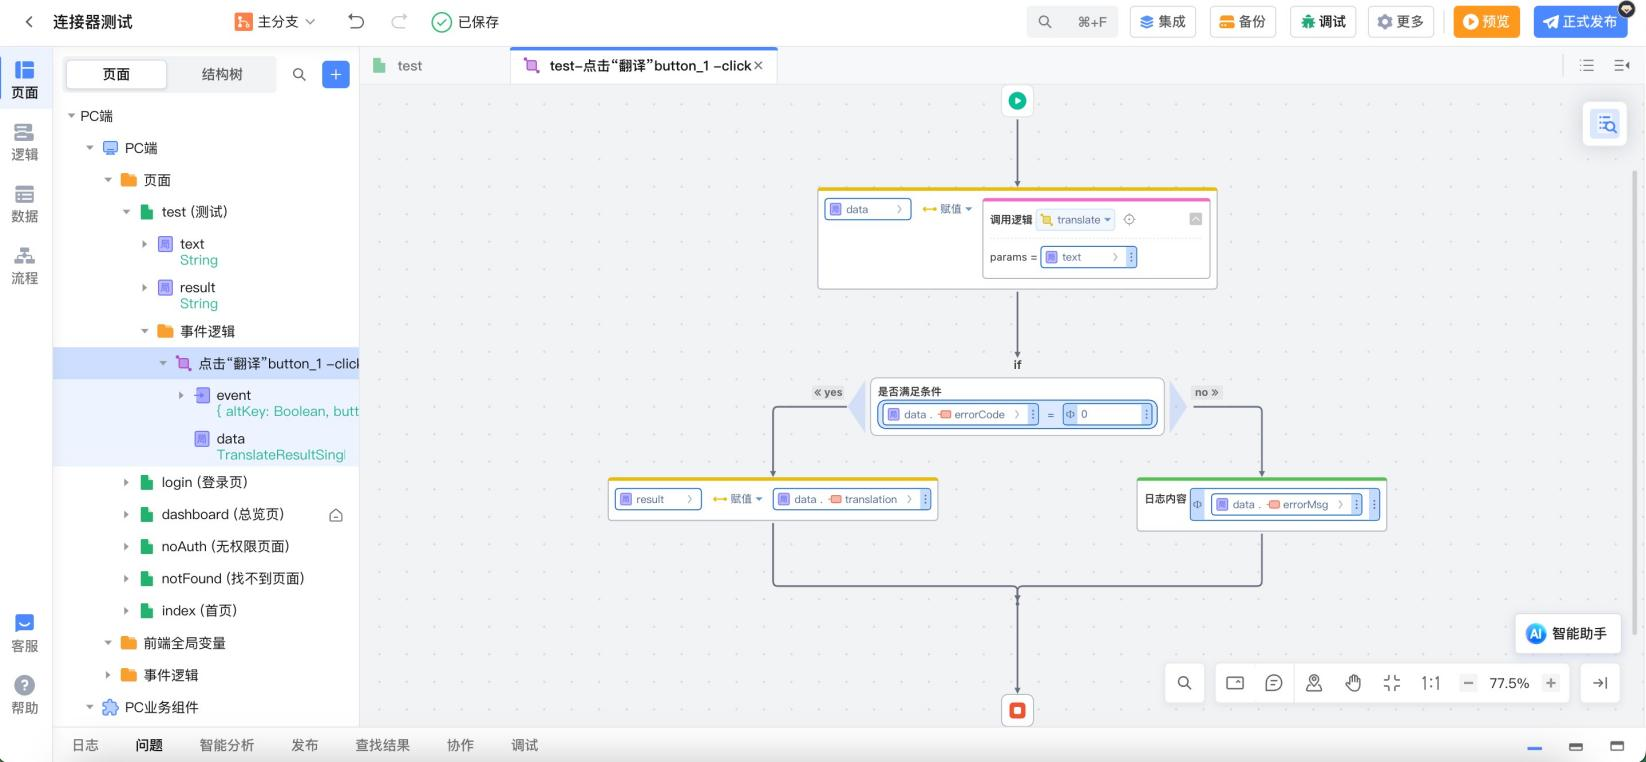 连接器测试
主分支
已保存
⌘+F
集成
备份
调试
更多
预览
正式发布
页面
逻辑
数据
流程
客服
帮助
页面
结构树
PC端
PC端
页面
test (测试)
text
String
result
String
事件逻辑
点击“翻译”button_1 –click
event
{ altKey: Boolean, butt
data
TranslateResultSingl
login (登录页)
dashboard (总览页)
noAuth (无权限页面)
notFound (找不到页面)
index (首页)
前端全局变量
事件逻辑
PC业务组件
test
test–点击“翻译”button_1 –click
局 data
赋值
调用逻辑
translate
params =
局 text
if
« yes
是否满足条件
no »
局 data . errorCode
=
0
局 result
赋值
局 data . translation
日志内容
局 data . errorMsg
AI 智能助手
1:1
77.5%
日志
问题
智能分析
发布
查找结果
协作
调试